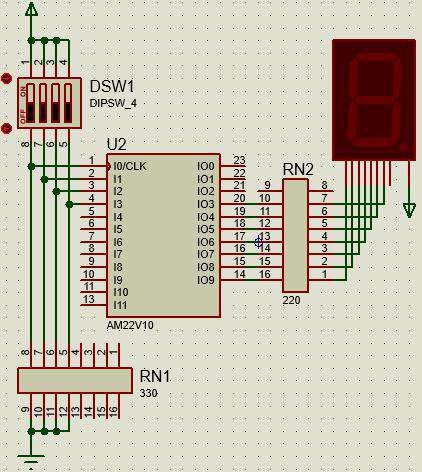 1 2 3 4
DSW1
ON
OFF
DIPSW_4
8 7 6 5
U2
1 I0/CLK IO0 23
2 I1 IO1 22
3 I2 IO2 21
4 I3 IO3 20
5 I4 IO4 19
6 I5 IO5 18
7 I6 IO6 17
8 I7 IO7 16
9 I8 IO8 15
10 I9 IO9 14
11 I10
13 I11
AM22V10
RN2
9 8
10 7
11 6
12 5
13 4
14 3
15 2
16 1
220
8 7 6 5 4 3 2 1
RN1
330
9 10 11 12 13 14 15 16